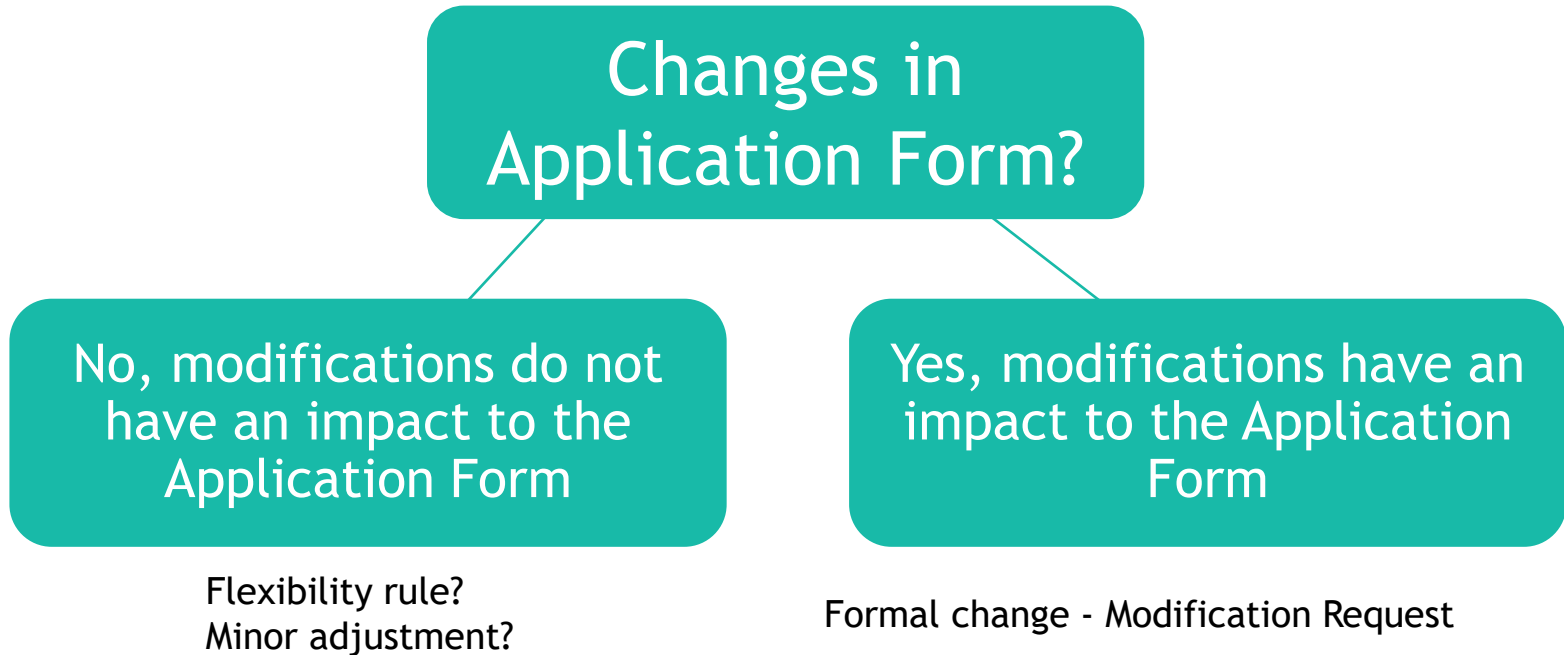 Changes in
Application Form?
No, modifications do not
have an impact to the
Application Form
Yes, modifications have an
impact to the Application
Form
Flexibility rule?
Minor adjustment?
Formal change - Modification Request